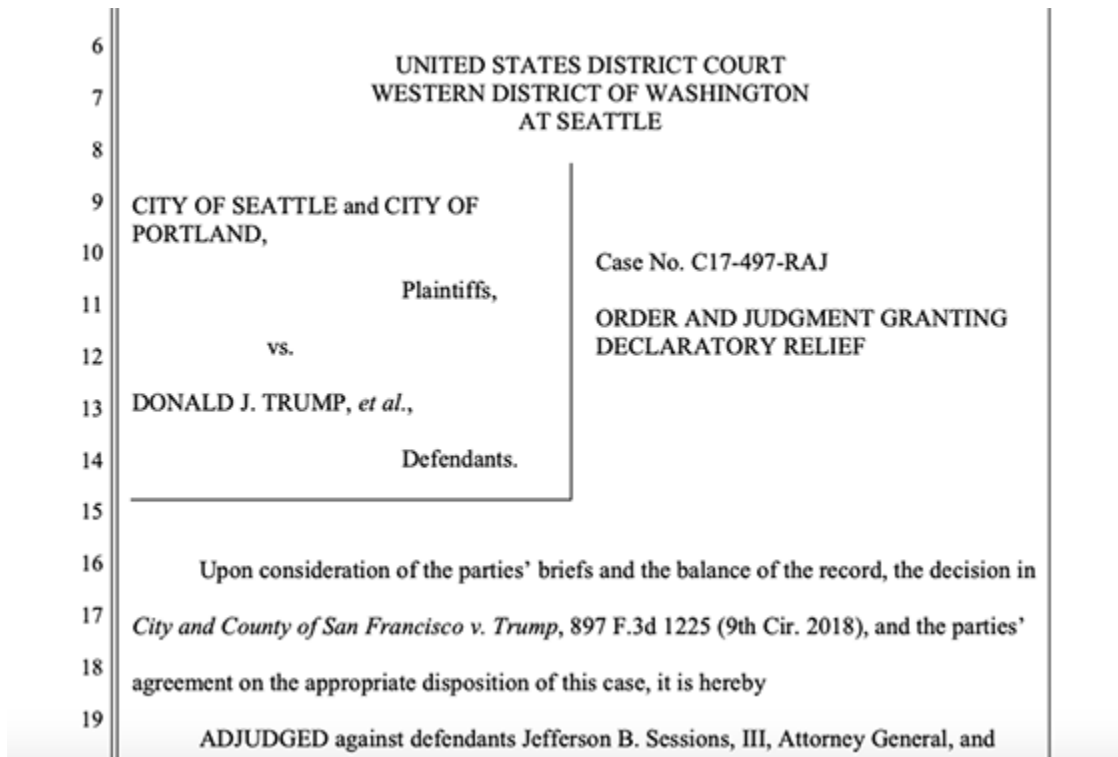 6
UNITED STATES DISTRICT COURT
7
WESTERN DISTRICT OF WASHINGTON
AT SEATTLE
8
9
CITY OF SEATTLE and CITY OF
PORTLAND,
10
Case No. C17-497-RAJ
Plaintiffs,
11
ORDER AND JUDGMENT GRANTING
12
vs.
DECLARATORY RELIEF
13
DONALD J. TRUMP, et al.,
14
Defendants.
15
16
Upon consideration of the parties’ briefs and the balance of the record, the decision in
17
City and County of San Francisco v. Trump, 897 F.3d 1225 (9th Cir. 2018), and the parties’
18
agreement on the appropriate disposition of this case, it is hereby
19
ADJUDGED against defendants Jefferson B. Sessions, III, Attorney General, and